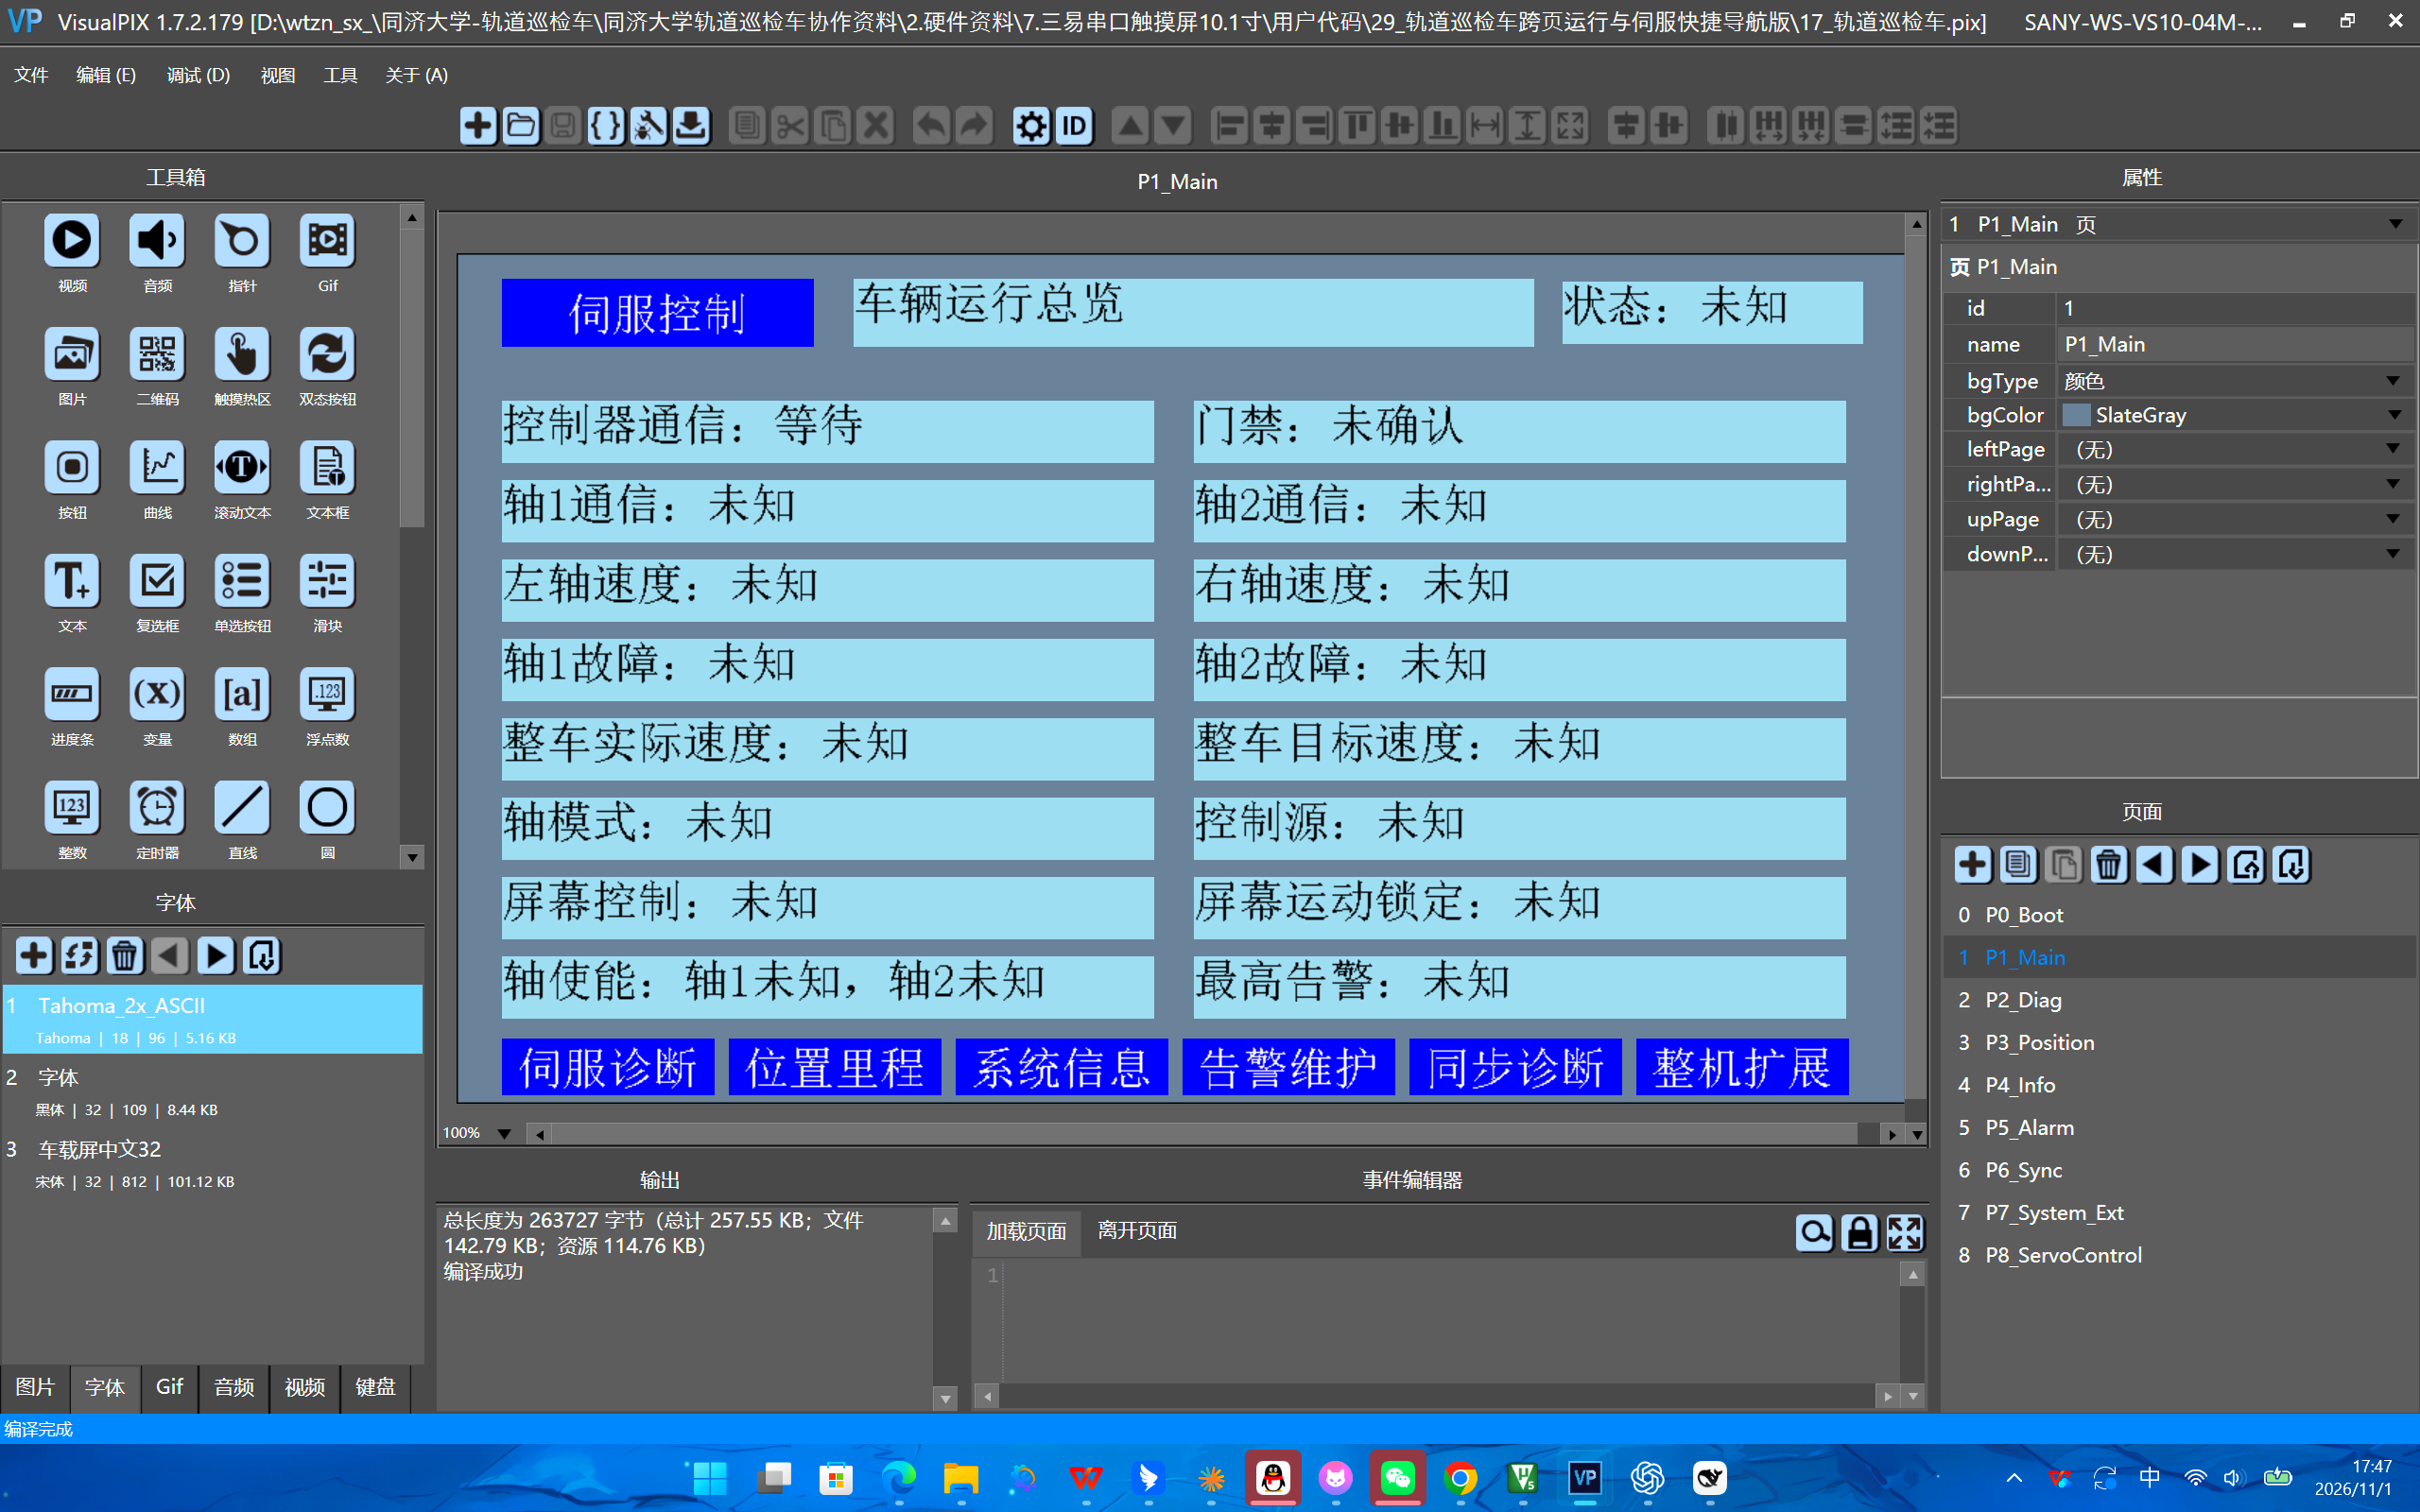 VP VisualPIX 1.7.2.179 [D:\wtzn_sx_\同济大学-轨道巡检车\同济大学轨道巡检车协作资料\2.硬件资料\7.三易串口触摸屏10.1寸\用户代码\29_轨道巡检车跨页运行与伺服快捷导航版\17_轨道巡检车.pix] SANY-WS-VS10-04M-...
文件 编辑 (E) 调试 (D) 视图 工具 关于 (A)
ID
工具箱
视频 音频 指针 Gif
图片 二维码 触摸热区 双态按钮
按钮 曲线 滚动文本 文本框
文本 复选框 单选按钮 滑块
进度条 变量 数组 浮点数
整数 定时器 直线 圆
字体
1 Tahoma_2x_ASCII
Tahoma | 18 | 96 | 5.16 KB
2 字体
黑体 | 32 | 109 | 8.44 KB
3 车载屏中文32
宋体 | 32 | 812 | 101.12 KB
图片 字体 Gif 音频 视频 键盘
编译完成
P1_Main
伺服控制 车辆运行总览 状态：未知
控制器通信：等待 门禁：未确认
轴1通信：未知 轴2通信：未知
左轴速度：未知 右轴速度：未知
轴1故障：未知 轴2故障：未知
整车实际速度：未知 整车目标速度：未知
轴模式：未知 控制源：未知
屏幕控制：未知 屏幕运动锁定：未知
轴使能：轴1未知，轴2未知 最高告警：未知
伺服诊断 位置里程 系统信息 告警维护 同步诊断 整机扩展
100%
输出
总长度为 263727 字节（总计 257.55 KB；文件
142.79 KB；资源 114.76 KB）
编译成功
事件编辑器
加载页面 离开页面
1
属性
1 P1_Main 页
页 P1_Main
id 1
name P1_Main
bgType 颜色
bgColor SlateGray
leftPage （无）
rightPa... （无）
upPage （无）
downP... （无）
页面
0 P0_Boot
1 P1_Main
2 P2_Diag
3 P3_Position
4 P4_Info
5 P5_Alarm
6 P6_Sync
7 P7_System_Ext
8 P8_ServoControl
中
17:47
2026/11/1